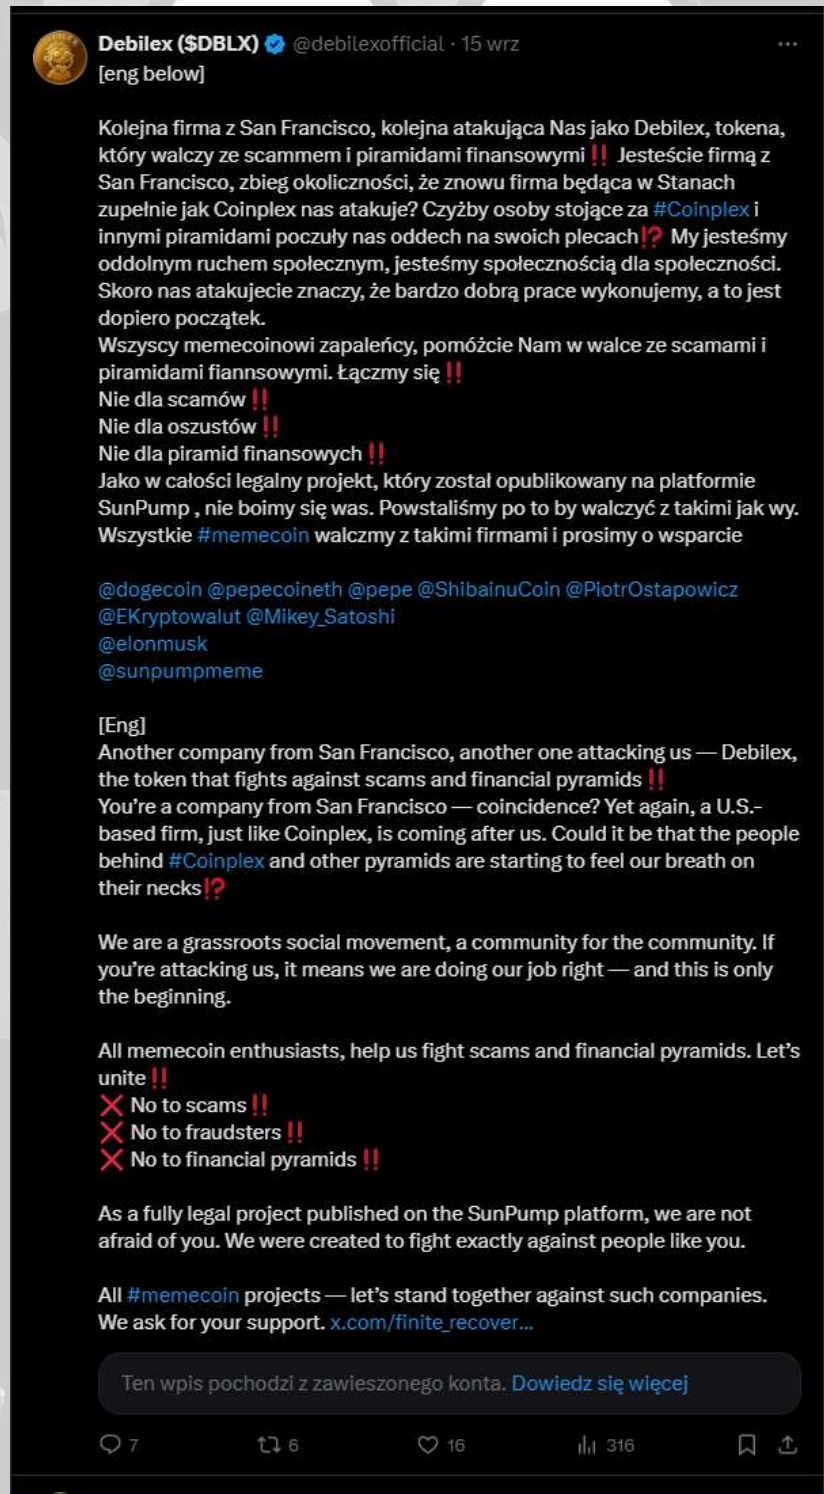 Debilex ($DBLX) @debilexofficial · 15 wrz
[eng below]
Kolejna firma z San Francisco, kolejna atakująca Nas jako Debilex, tokena,
który walczy ze scammem i piramidami finansowymi ‼️ Jesteście firmą z
San Francisco, zbieg okoliczności, że znowu firma będąca w Stanach
zupełnie jak Coinplex nas atakuje? Czyżby osoby stojące za #Coinplex i
innymi piramidami poczuły nas oddech na swoich plecach⁉️ My jesteśmy
oddolnym ruchem społecznym, jesteśmy społecznością dla społeczności.
Skoro nas atakujecie znaczy, że bardzo dobrą prace wykonujemy, a to jest
dopiero początek.
Wszyscy memecoinowi zapaleńcy, pomóżcie Nam w walce ze scamami i
piramidami fiannsowymi. Łączmy się ‼️
Nie dla scamów ‼️
Nie dla oszustów ‼️
Nie dla piramid finansowych ‼️
Jako w całości legalny projekt, który został opublikowany na platformie
SunPump , nie boimy się was. Powstaliśmy po to by walczyć z takimi jak wy.
Wszystkie #memecoin walczmy z takimi firmami i prosimy o wsparcie
@dogecoin @pepecoineth @pepe @ShibainuCoin @PiotrOstapowicz
@EKryptowalut @Mikey_Satoshi
@elonmusk
@sunpumpmeme
[Eng]
Another company from San Francisco, another one attacking us — Debilex,
the token that fights against scams and financial pyramids ‼️
You're a company from San Francisco — coincidence? Yet again, a U.S.-
based firm, just like Coinplex, is coming after us. Could it be that the people
behind #Coinplex and other pyramids are starting to feel our breath on
their necks⁉️
We are a grassroots social movement, a community for the community. If
you're attacking us, it means we are doing our job right — and this is only
the beginning.
All memecoin enthusiasts, help us fight scams and financial pyramids. Let's
unite ‼️
❌ No to scams ‼️
❌ No to fraudsters ‼️
❌ No to financial pyramids ‼️
As a fully legal project published on the SunPump platform, we are not
afraid of you. We were created to fight exactly against people like you.
All #memecoin projects — let's stand together against such companies.
We ask for your support. x.com/finite_recover...
Ten wpis pochodzi z zawieszonego konta. Dowiedz się więcej
7 6 16 316